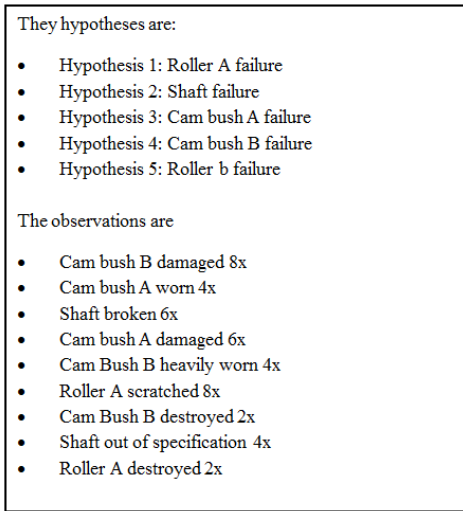 They hypotheses are:
• Hypothesis 1: Roller A failure
• Hypothesis 2: Shaft failure
• Hypothesis 3: Cam bush A failure
• Hypothesis 4: Cam bush B failure
• Hypothesis 5: Roller b failure
The observations are
• Cam bush B damaged 8x
• Cam bush A worn 4x
• Shaft broken 6x
• Cam bush A damaged 6x
• Cam Bush B heavily worn 4x
• Roller A scratched 8x
• Cam Bush B destroyed 2x
• Shaft out of specification 4x
• Roller A destroyed 2x